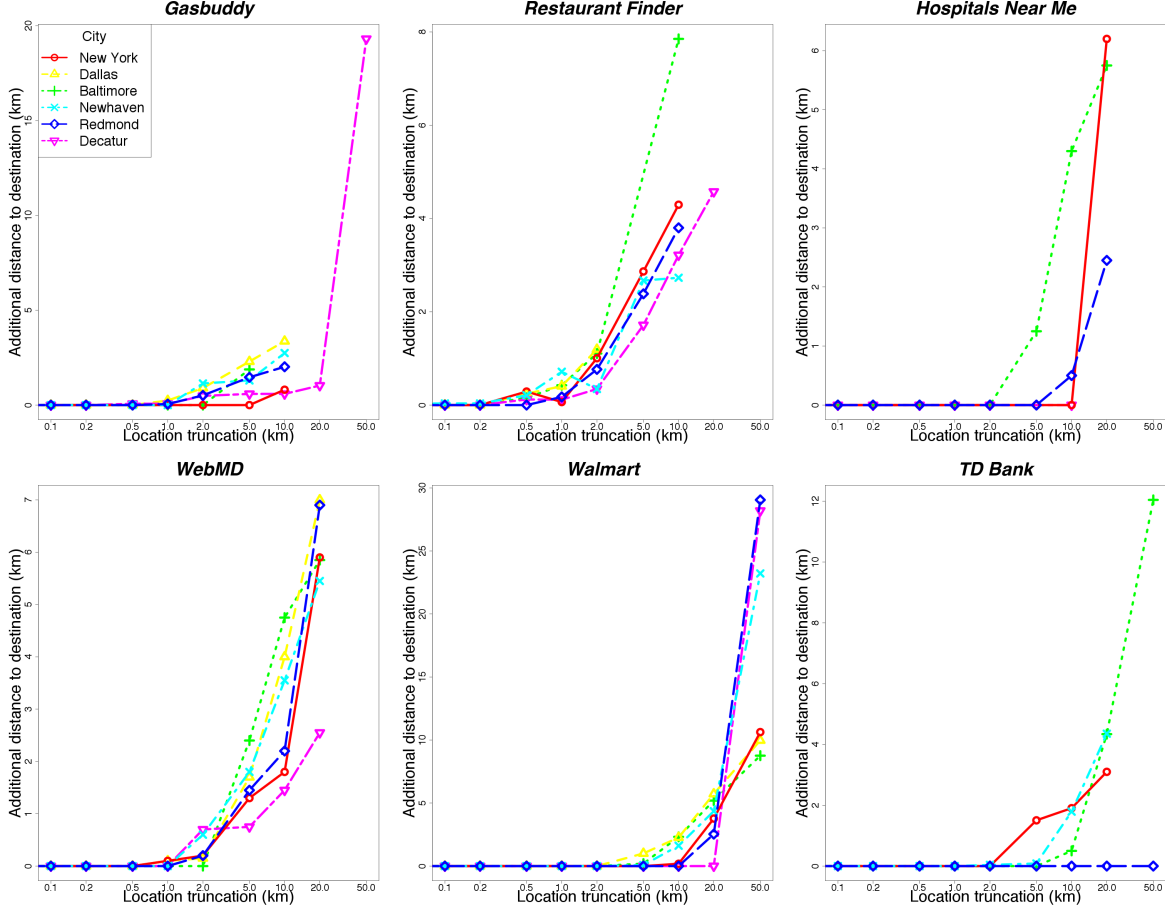 Gasbuddy
Restaurant Finder
Hospitals Near Me
Additional distance to destination (km)
0 5 10 15 20
City
New York
Dallas
Baltimore
Newhaven
Redmond
Decatur
0.1 0.2 0.5 1.0 2.0 5.0 10.0 20.0 50.0
Location truncation (km)
Additional distance to destination (km)
0 2 4 6 8
0.1 0.2 0.5 1.0 2.0 5.0 10.0 20.0 50.0
Location truncation (km)
Additional distance to destination (km)
0 1 2 3 4 5 6
0.1 0.2 0.5 1.0 2.0 5.0 10.0 20.0 50.0
Location truncation (km)
WebMD
Walmart
TD Bank
Additional distance to destination (km)
0 1 2 3 4 5 6 7
0.1 0.2 0.5 1.0 2.0 5.0 10.0 20.0 50.0
Location truncation (km)
Additional distance to destination (km)
0 5 10 15 20 25 30
0.1 0.2 0.5 1.0 2.0 5.0 10.0 20.0 50.0
Location truncation (km)
Additional distance to destination (km)
0 2 4 6 8 10 12
0.1 0.2 0.5 1.0 2.0 5.0 10.0 20.0 50.0
Location truncation (km)